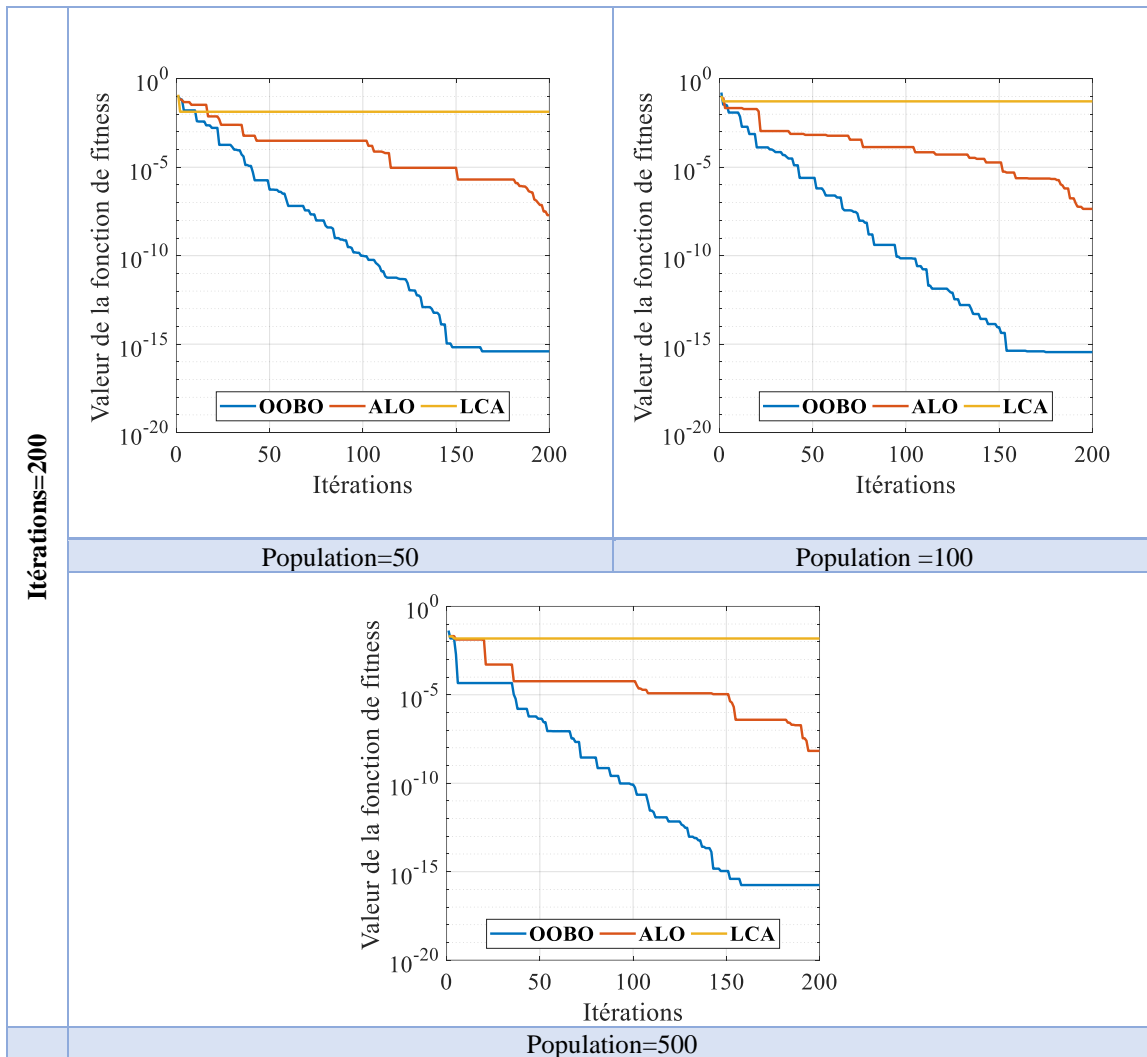 Itérations=200
Valeur de la fonction de fitness
10^0
10^-5
10^-10
10^-15
10^-20
OOBO ALO LCA
0 50 100 150 200
Itérations
Population=50
Valeur de la fonction de fitness
10^0
10^-5
10^-10
10^-15
10^-20
OOBO ALO LCA
0 50 100 150 200
Itérations
Population =100
Valeur de la fonction de fitness
10^0
10^-5
10^-10
10^-15
10^-20
OOBO ALO LCA
0 50 100 150 200
Itérations
Population=500